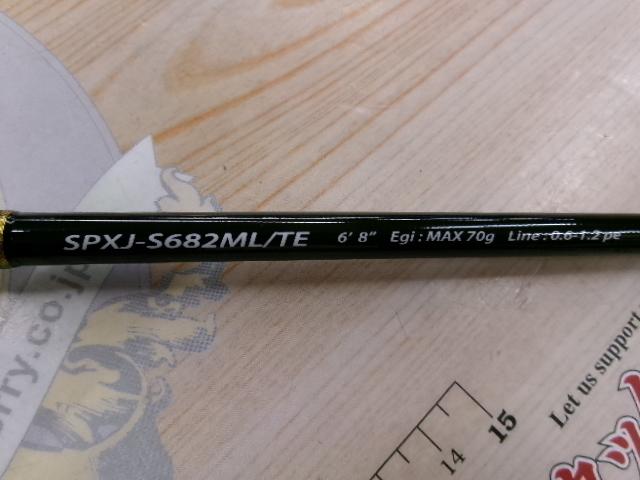 SPXJ-S682ML/TE 6' 8" Egi : MAX 70g Line : 0.6-1.2 pe
rry.co.jp
14 15
Let us support